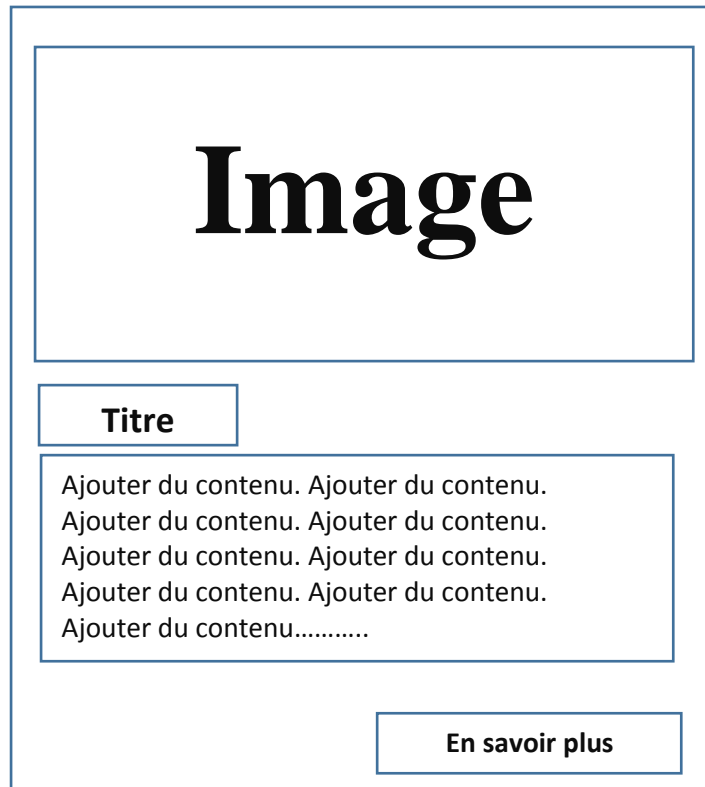 Image
Titre
Ajouter du contenu. Ajouter du contenu.
Ajouter du contenu. Ajouter du contenu.
Ajouter du contenu. Ajouter du contenu.
Ajouter du contenu. Ajouter du contenu.
Ajouter du contenu………..
En savoir plus